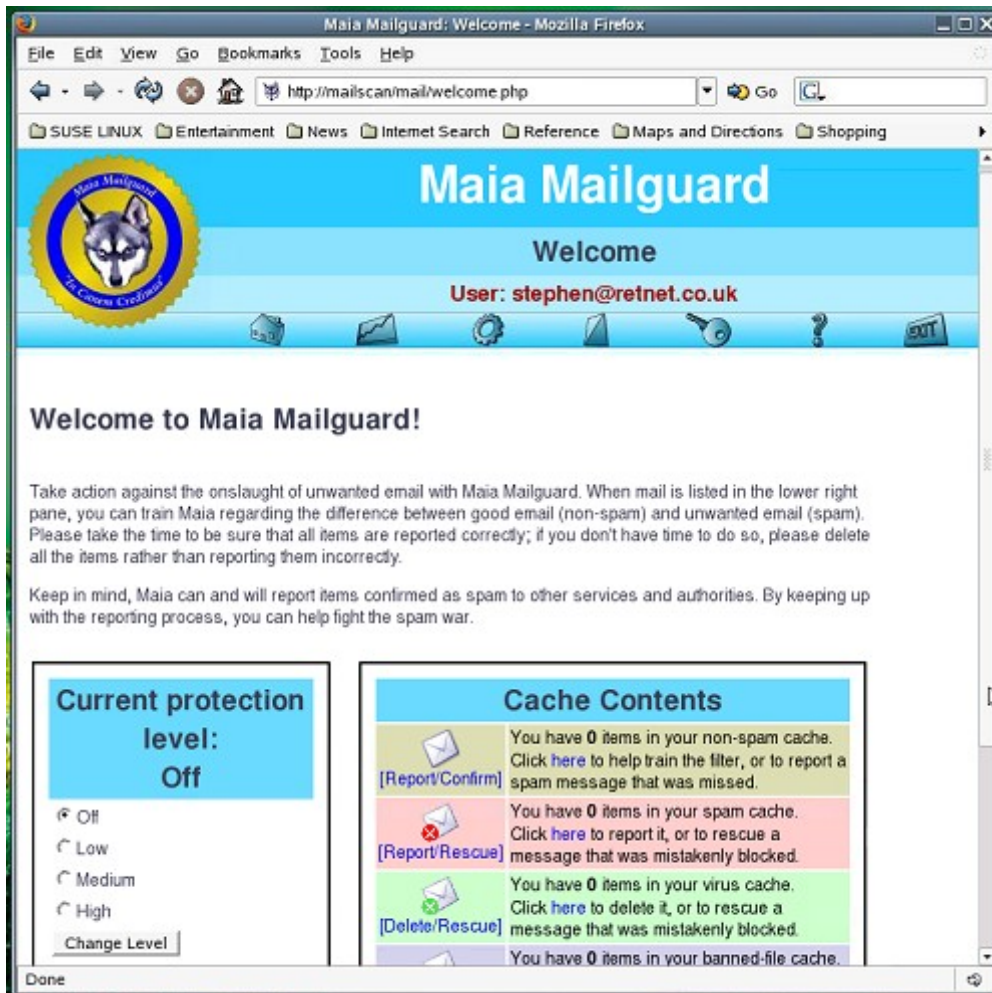 Maia Mailguard: Welcome - Mozilla Firefox
File Edit View Go Bookmarks Tools Help
http://mailscan/mail/welcome.php Go G
SUSE LINUX Entertainment News Internet Search Reference Maps and Directions Shopping
Maia Mailguard
"In Canem Credimus"
Maia Mailguard
Welcome
User: stephen@retnet.co.uk
EXIT
Welcome to Maia Mailguard!
Take action against the onslaught of unwanted email with Maia Mailguard. When mail is listed in the lower right
pane, you can train Maia regarding the difference between good email (non-spam) and unwanted email (spam).
Please take the time to be sure that all items are reported correctly; if you don't have time to do so, please delete
all the items rather than reporting them incorrectly.
Keep in mind, Maia can and will report items confirmed as spam to other services and authorities. By keeping up
with the reporting process, you can help fight the spam war.
Current protection
level:
Off
Off
Low
Medium
High
Change Level
Cache Contents
[Report/Confirm]
You have 0 items in your non-spam cache.
Click here to help train the filter, or to report a
spam message that was missed.
[Report/Rescue]
You have 0 items in your spam cache.
Click here to report it, or to rescue a
message that was mistakenly blocked.
[Delete/Rescue]
You have 0 items in your virus cache.
Click here to delete it, or to rescue a
message that was mistakenly blocked.
You have 0 items in your banned-file cache.
Done